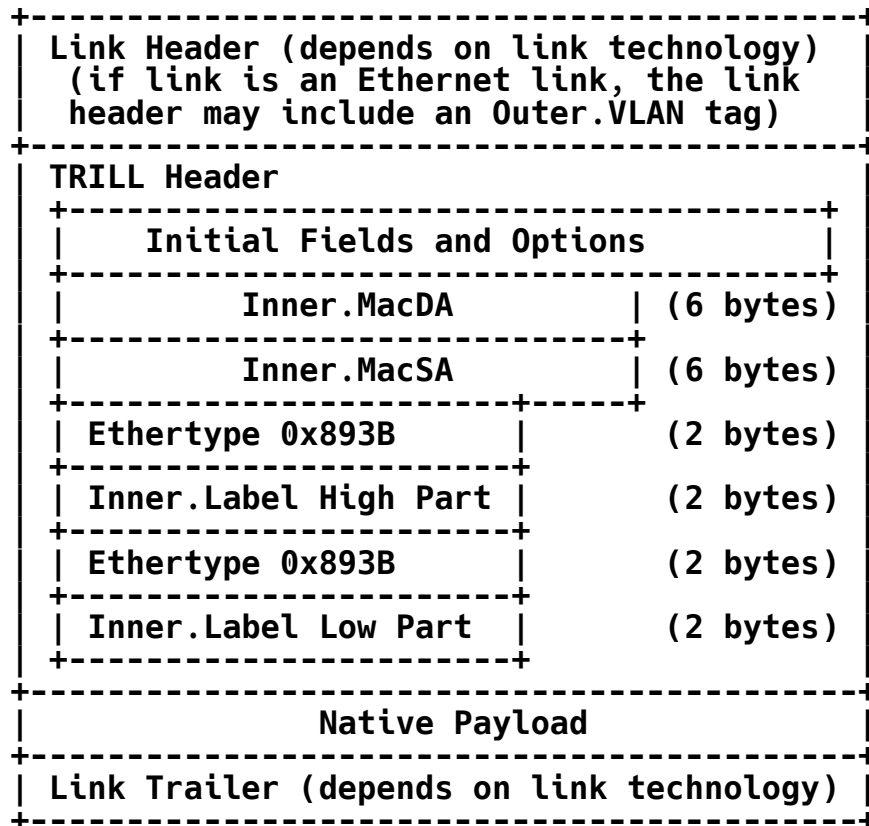 Link Header (depends on link technology)
(if link is an Ethernet link, the link
header may include an Outer.VLAN tag)
TRILL Header
Initial Fields and Options
Inner.MacDA (6 bytes)
Inner.MacSA (6 bytes)
Ethertype 0x893B (2 bytes)
Inner.Label High Part (2 bytes)
Ethertype 0x893B (2 bytes)
Inner.Label Low Part (2 bytes)
Native Payload
Link Trailer (depends on link technology)